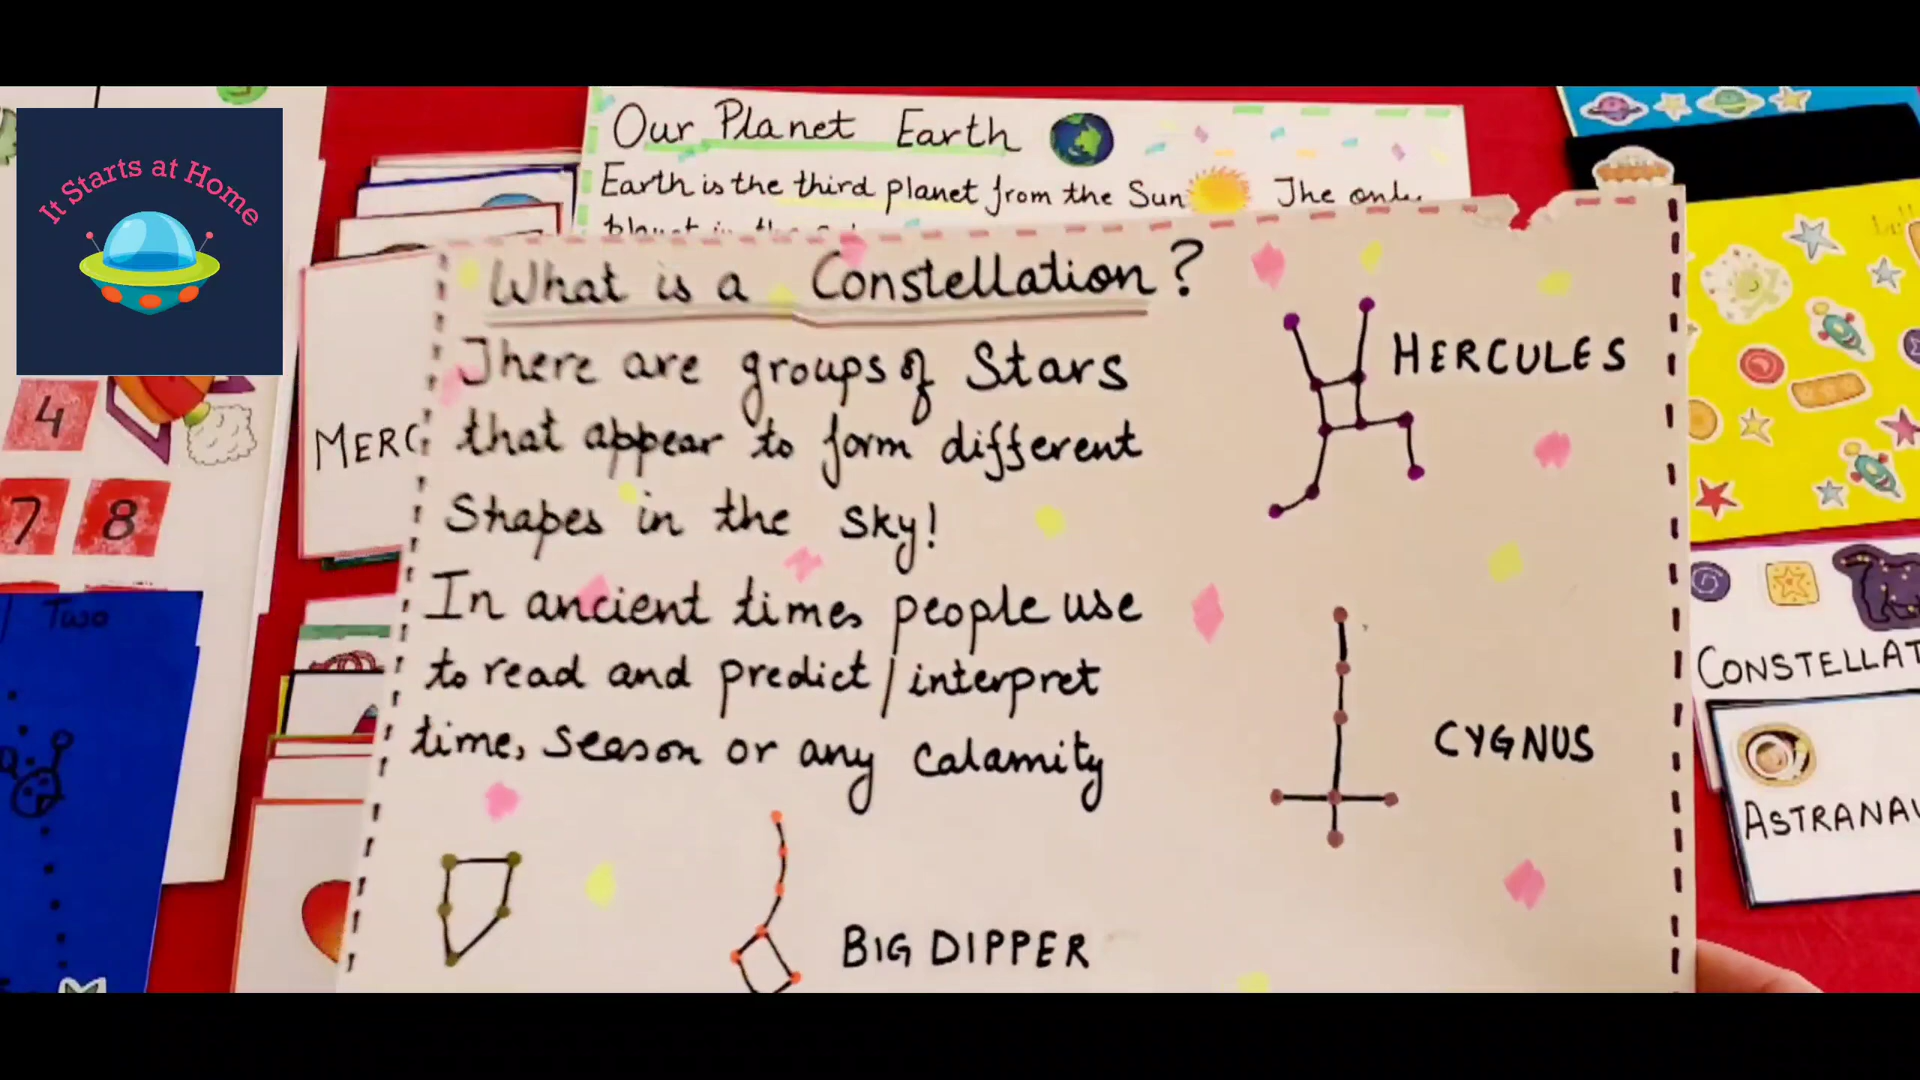 It Starts at Home
Our Planet Earth
Earth is the third planet from the Sun The only
What is a Constellation?
There are groups of Stars
that appear to form different
Shapes in the sky!
In ancient times people use
to read and predict/interpret
time, season or any calamity
HERCULES
CYGNUS
BIG DIPPER
MERC
4
7 8
Two
CONSTELLAT
ASTRANAU